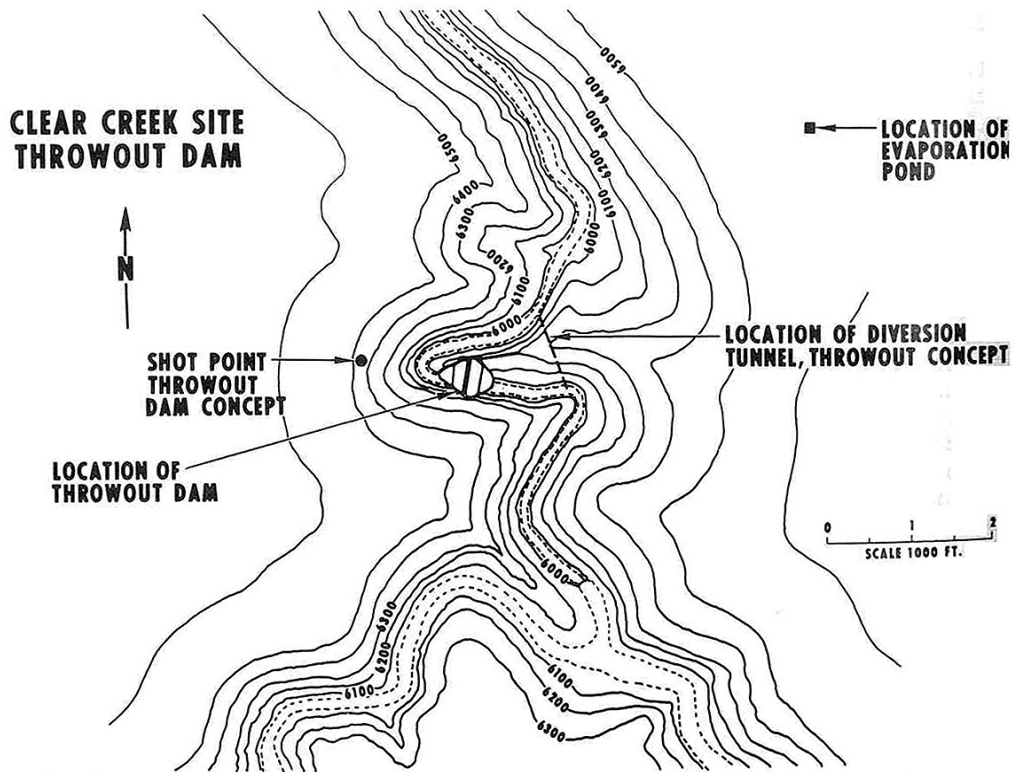 CLEAR CREEK SITE
THROWOUT DAM
N
6500
6400
6300
6200
6100
6000
6500
6400
6300
6200
6100
6000
LOCATION OF
EVAPORATION
POND
SHOT POINT
THROWOUT
DAM CONCEPT
LOCATION OF DIVERSION
TUNNEL, THROWOUT CONCEPT
LOCATION OF
THROWOUT DAM
0 1 2
SCALE 1000 FT.
6000
6300
6200
6100
6100
6200
6300